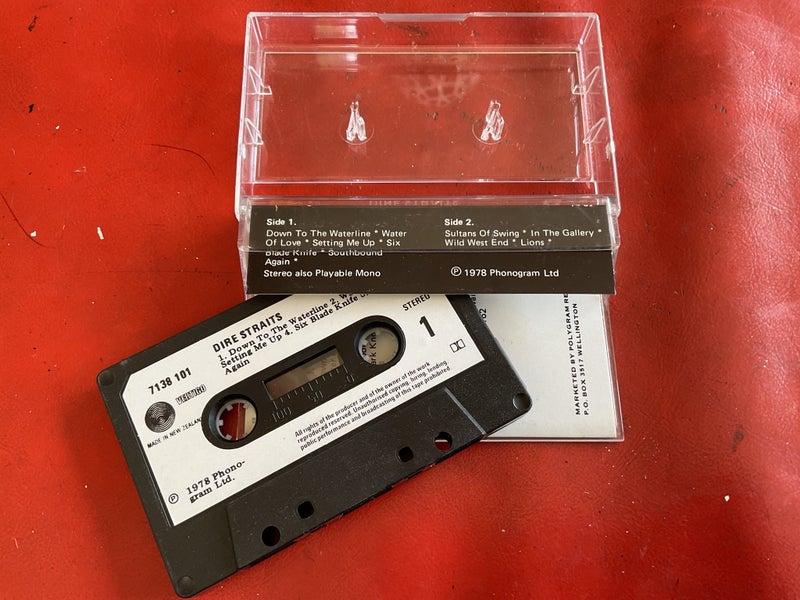 Side 1.
Down To The Waterline * Water
Of Love * Setting Me Up * Six
Blade Knife * Southbound
Again *
Stereo also Playable Mono
Side 2.
Sultans Of Swing * In The Gallery *
Wild West End * Lions *
℗ 1978 Phonogram Ltd
DIRE STRAITS
1. Down To The Waterline 2.
Setting Me Up 4. Six Blade Knife
Again
STEREO
1
7138 101
VERTIGO
MADE IN NEW ZEALAND
100 50 0
All rights of the producer and of the owner of the work
reproduced reserved. Unauthorised copying, hiring, lending
public performance and broadcasting of this tape prohibited
℗ 1978 Phono-
gram Ltd.
MARKETED BY POLYGRAM RE
P.O. BOX 3517 WELLINGTON